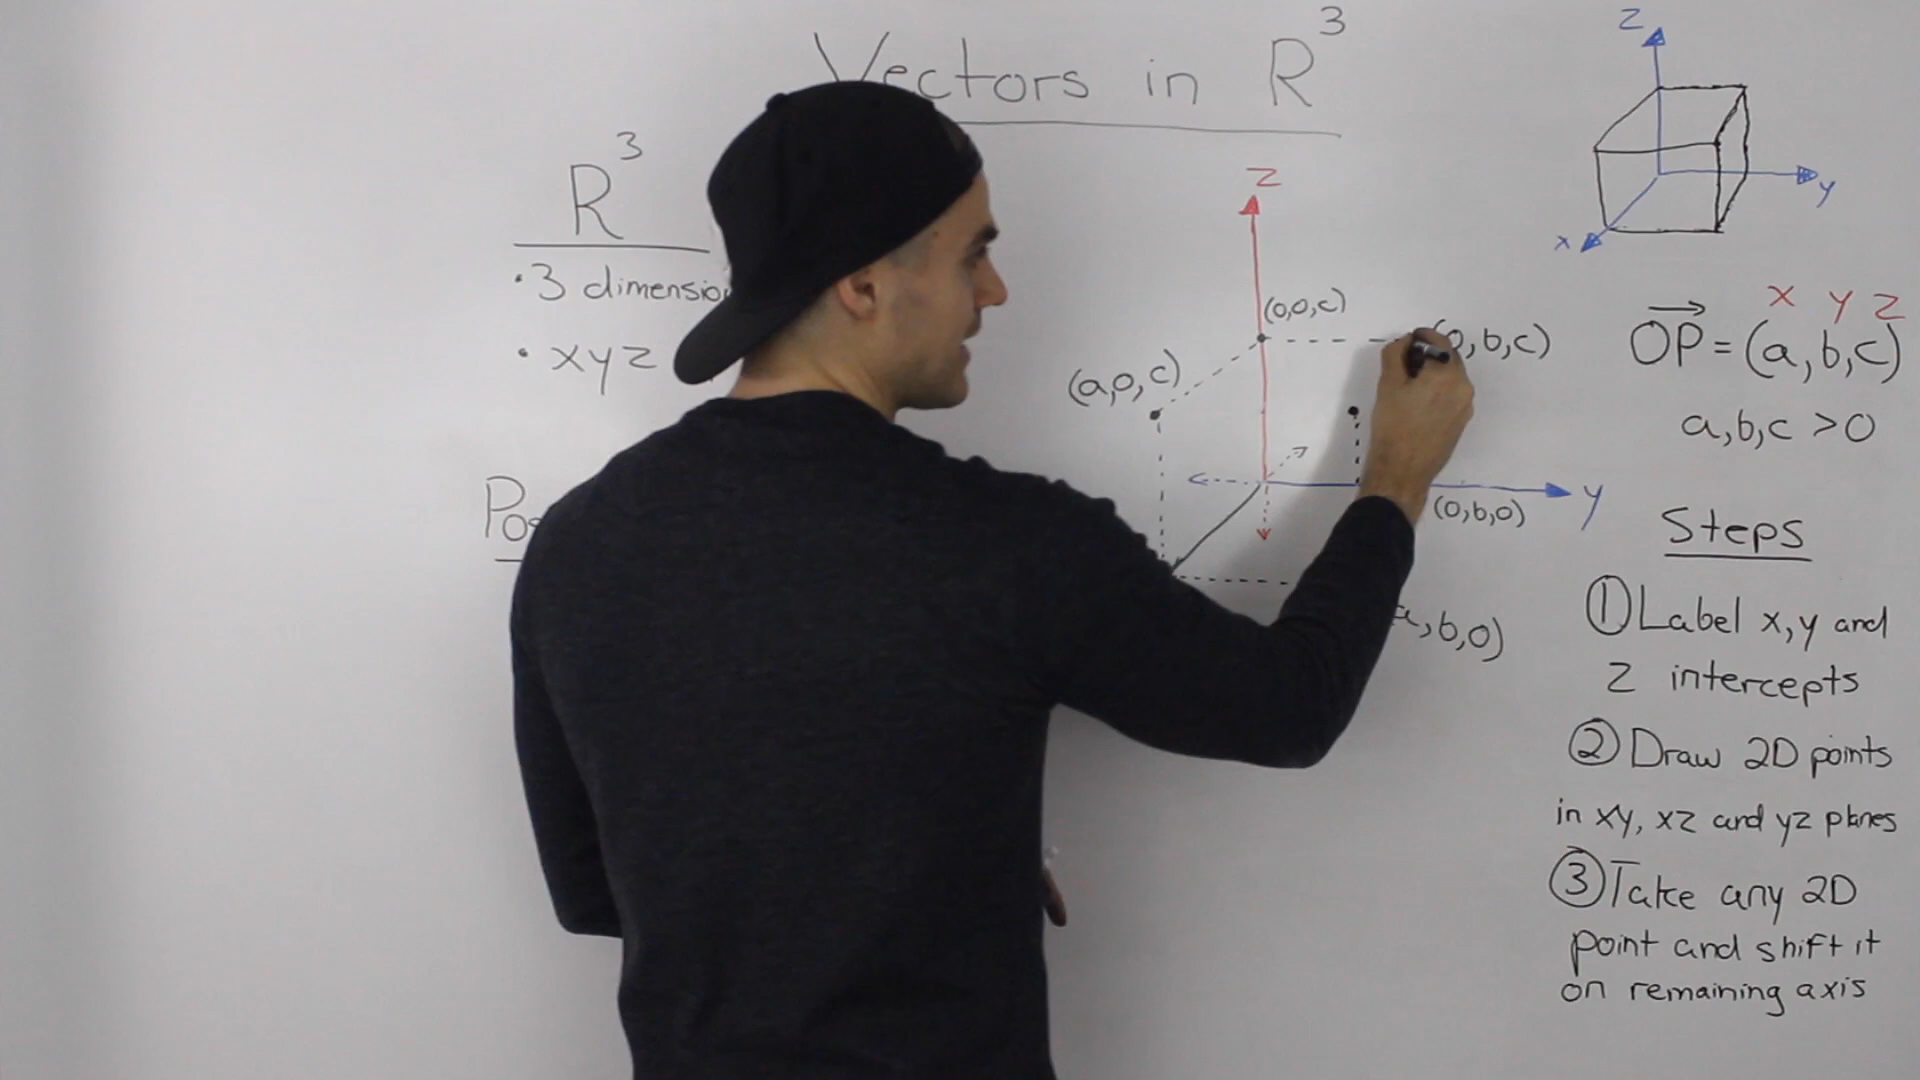 Vectors in R³
R³
• 3 dimensio
• xyz
Z
(0,0,c)
(a,0,c)
,b,c)
(0,b,0)
y
,b,0)
Z
y
x
x y z
OP = (a,b,c)
a,b,c >0
Steps
① Label x,y and
z intercepts
② Draw 2D points
in xy, xz and yz planes
③ Take any 2D
point and shift it
on remaining axis